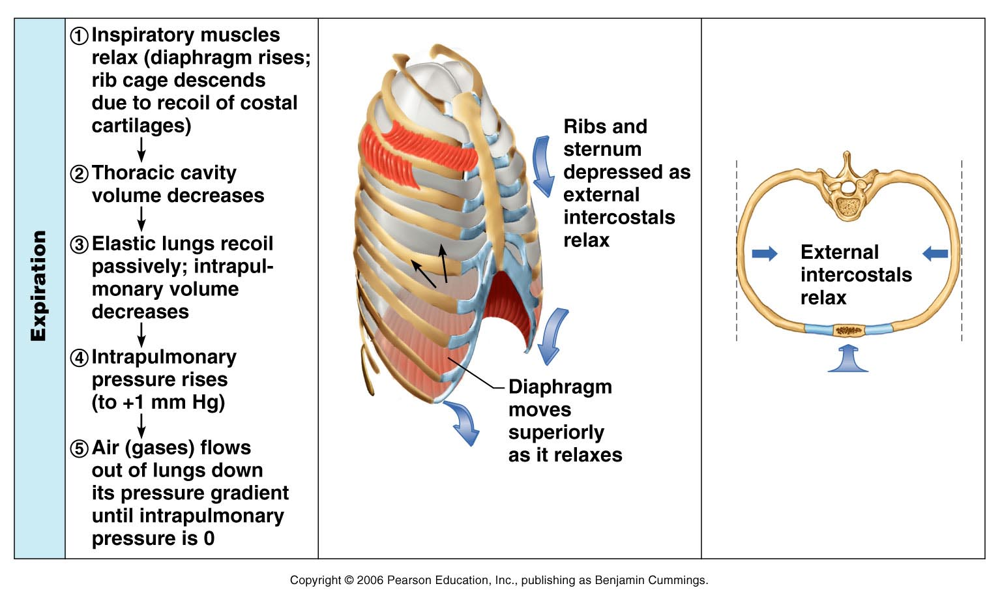 Expiration
① Inspiratory muscles
relax (diaphragm rises;
rib cage descends
due to recoil of costal
cartilages)
② Thoracic cavity
volume decreases
③ Elastic lungs recoil
passively; intrapul-
monary volume
decreases
④ Intrapulmonary
pressure rises
(to +1 mm Hg)
⑤ Air (gases) flows
out of lungs down
its pressure gradient
until intrapulmonary
pressure is 0
Ribs and
sternum
depressed as
external
intercostals
relax
Diaphragm
moves
superiorly
as it relaxes
External
intercostals
relax
Copyright © 2006 Pearson Education, Inc., publishing as Benjamin Cummings.